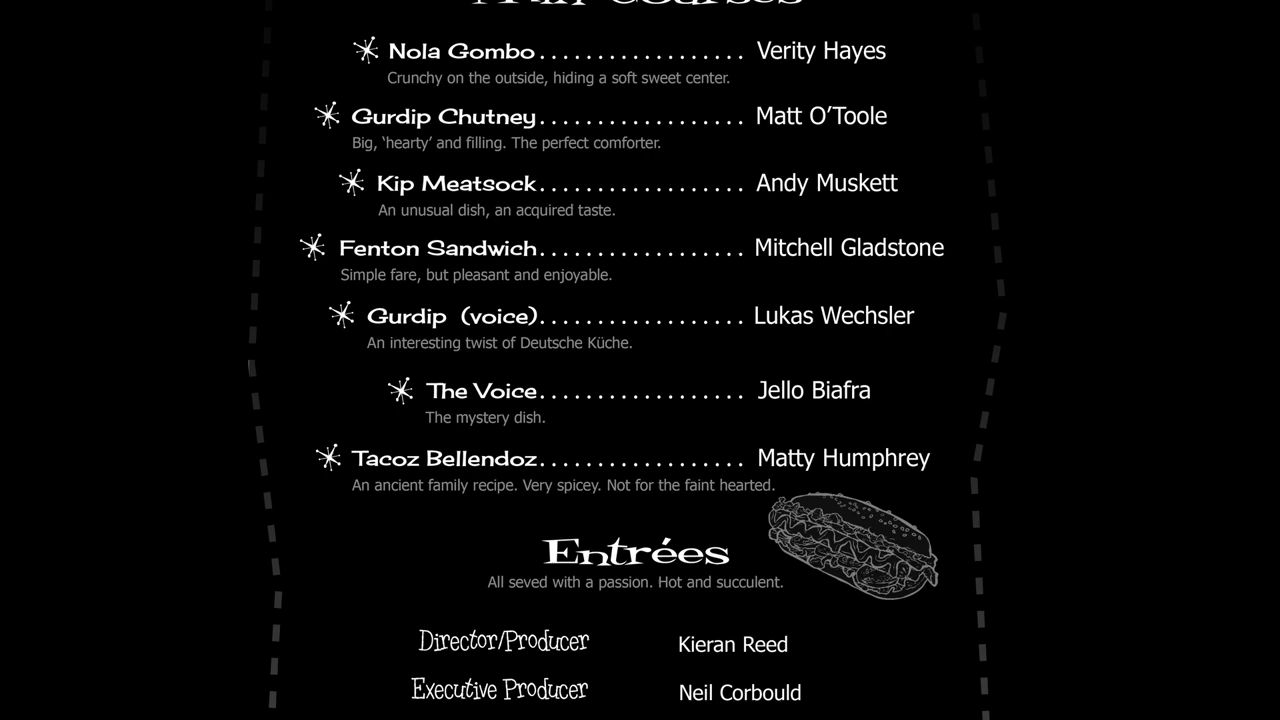 Courses
Nola Gombo.................. Verity Hayes
Crunchy on the outside, hiding a soft sweet center.
Gurdip Chutney.................. Matt O'Toole
Big, ‘hearty’ and filling. The perfect comforter.
Kip Meatsock.................. Andy Muskett
An unusual dish, an acquired taste.
Fenton Sandwich.................. Mitchell Gladstone
Simple fare, but pleasant and enjoyable.
Gurdip (voice).................. Lukas Wechsler
An interesting twist of Deutsche Küche.
The Voice.................. Jello Biafra
The mystery dish.
Tacoz Bellendoz.................. Matty Humphrey
An ancient family recipe. Very spicey. Not for the faint hearted.
Entrées
All seved with a passion. Hot and succulent.
Director/Producer Kieran Reed
Executive Producer Neil Corbould